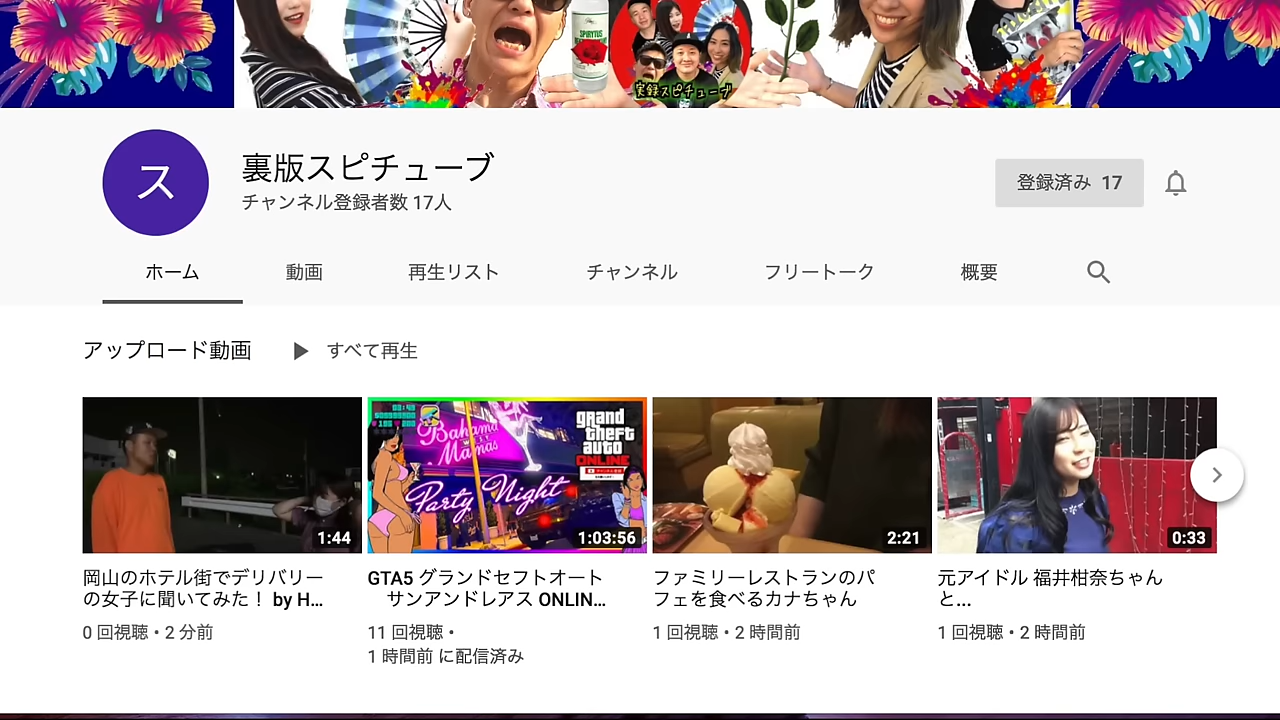 SPIRYTUS
実録スピチューブ
ス
裏版スピチューブ
チャンネル登録者数 17人
登録済み 17
ホーム
動画
再生リスト
チャンネル
フリートーク
概要
アップロード動画
すべて再生
1:44
岡山のホテル街でデリバリー
の女子に聞いてみた！ by H...
0 回視聴・2 分前
Bahama
Mamas
Party Night
grand
theft
auto
ONLINE
1:03:56
GTA5 グランドセフトオート
サンアンドレアス ONLIN...
11 回視聴・
1 時間前 に配信済み
2:21
ファミリーレストランのパ
フェを食べるカナちゃん
1 回視聴・2 時間前
0:33
元アイドル 福井柑奈ちゃん
と...
1 回視聴・2 時間前